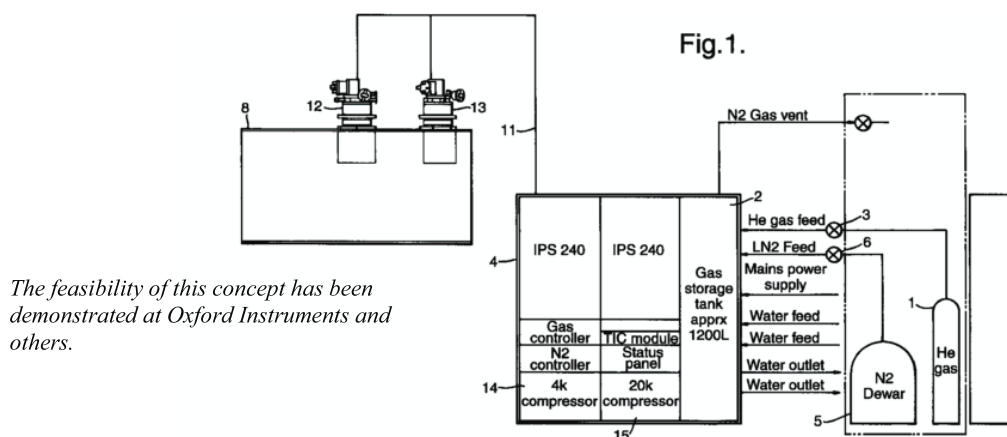 Fig.1.
12
13
8
11
N2 Gas vent
2
He gas feed
3
4
IPS 240
IPS 240
LN2 Feed
6
Mains power
supply
Gas
storage
tank
apprx
1200L
1
The feasibility of this concept has been
demonstrated at Oxford Instruments and
others.
Water feed
Gas
controller
TIC module
Water feed
N2
controller
Status
panel
He
gas
Water outlet
14
4k
compressor
20k
compressor
Water outlet
N2
Dewar
5
15